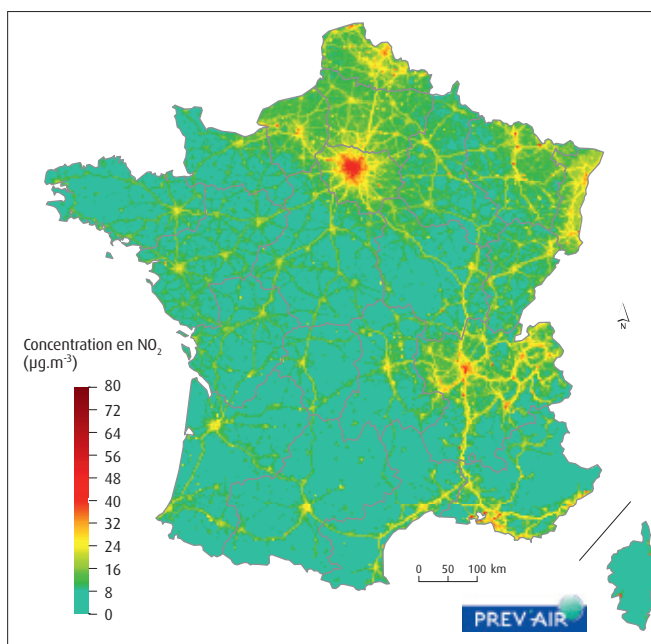 Concentration en NO₂
(µg.m⁻³)
80
72
64
56
48
40
32
24
16
8
0
N
0 50 100 km
PREV'AIR